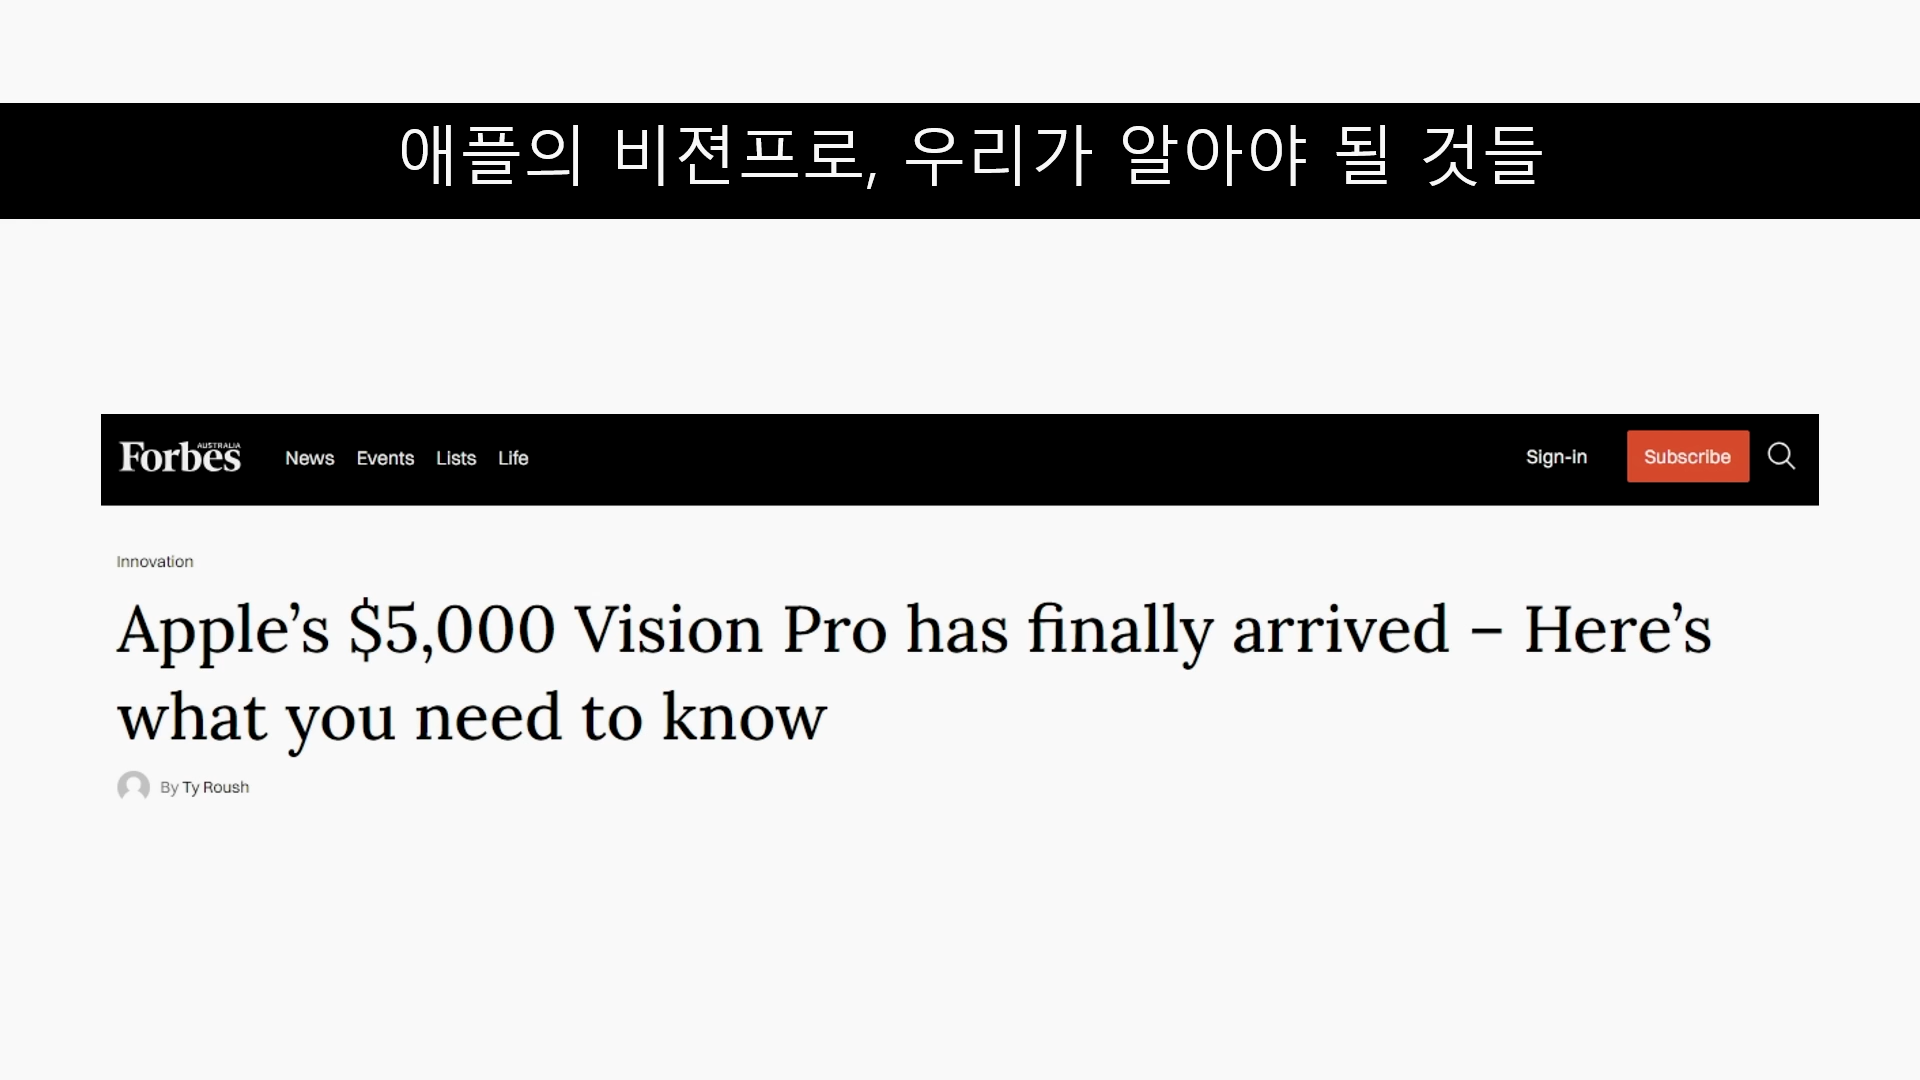 애플의 비젼프로, 우리가 알아야 될 것들
Forbes AUSTRALIA News Events Lists Life Sign-in Subscribe
Innovation
Apple’s $5,000 Vision Pro has finally arrived – Here’s
what you need to know
By Ty Roush